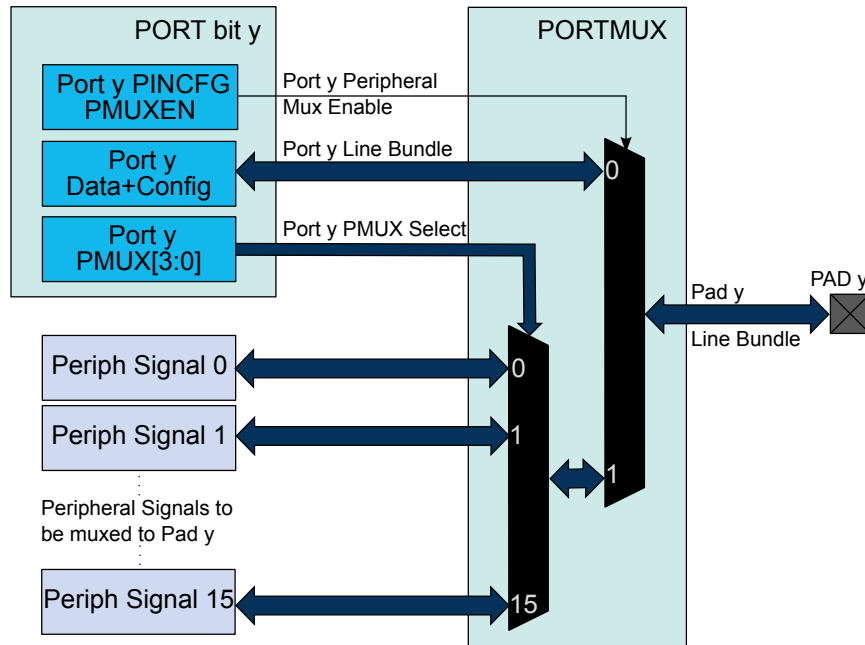 PORT bit y
PORTMUX
Port y PINCFG
PMUXEN
Port y Peripheral
Mux Enable
Port y
Data+Config
Port y Line Bundle
0
Port y
PMUX[3:0]
Port y PMUX Select
Pad y
Line Bundle
PAD y
Periph Signal 0
0
Periph Signal 1
1
1
Peripheral Signals to
be muxed to Pad y
Periph Signal 15
15